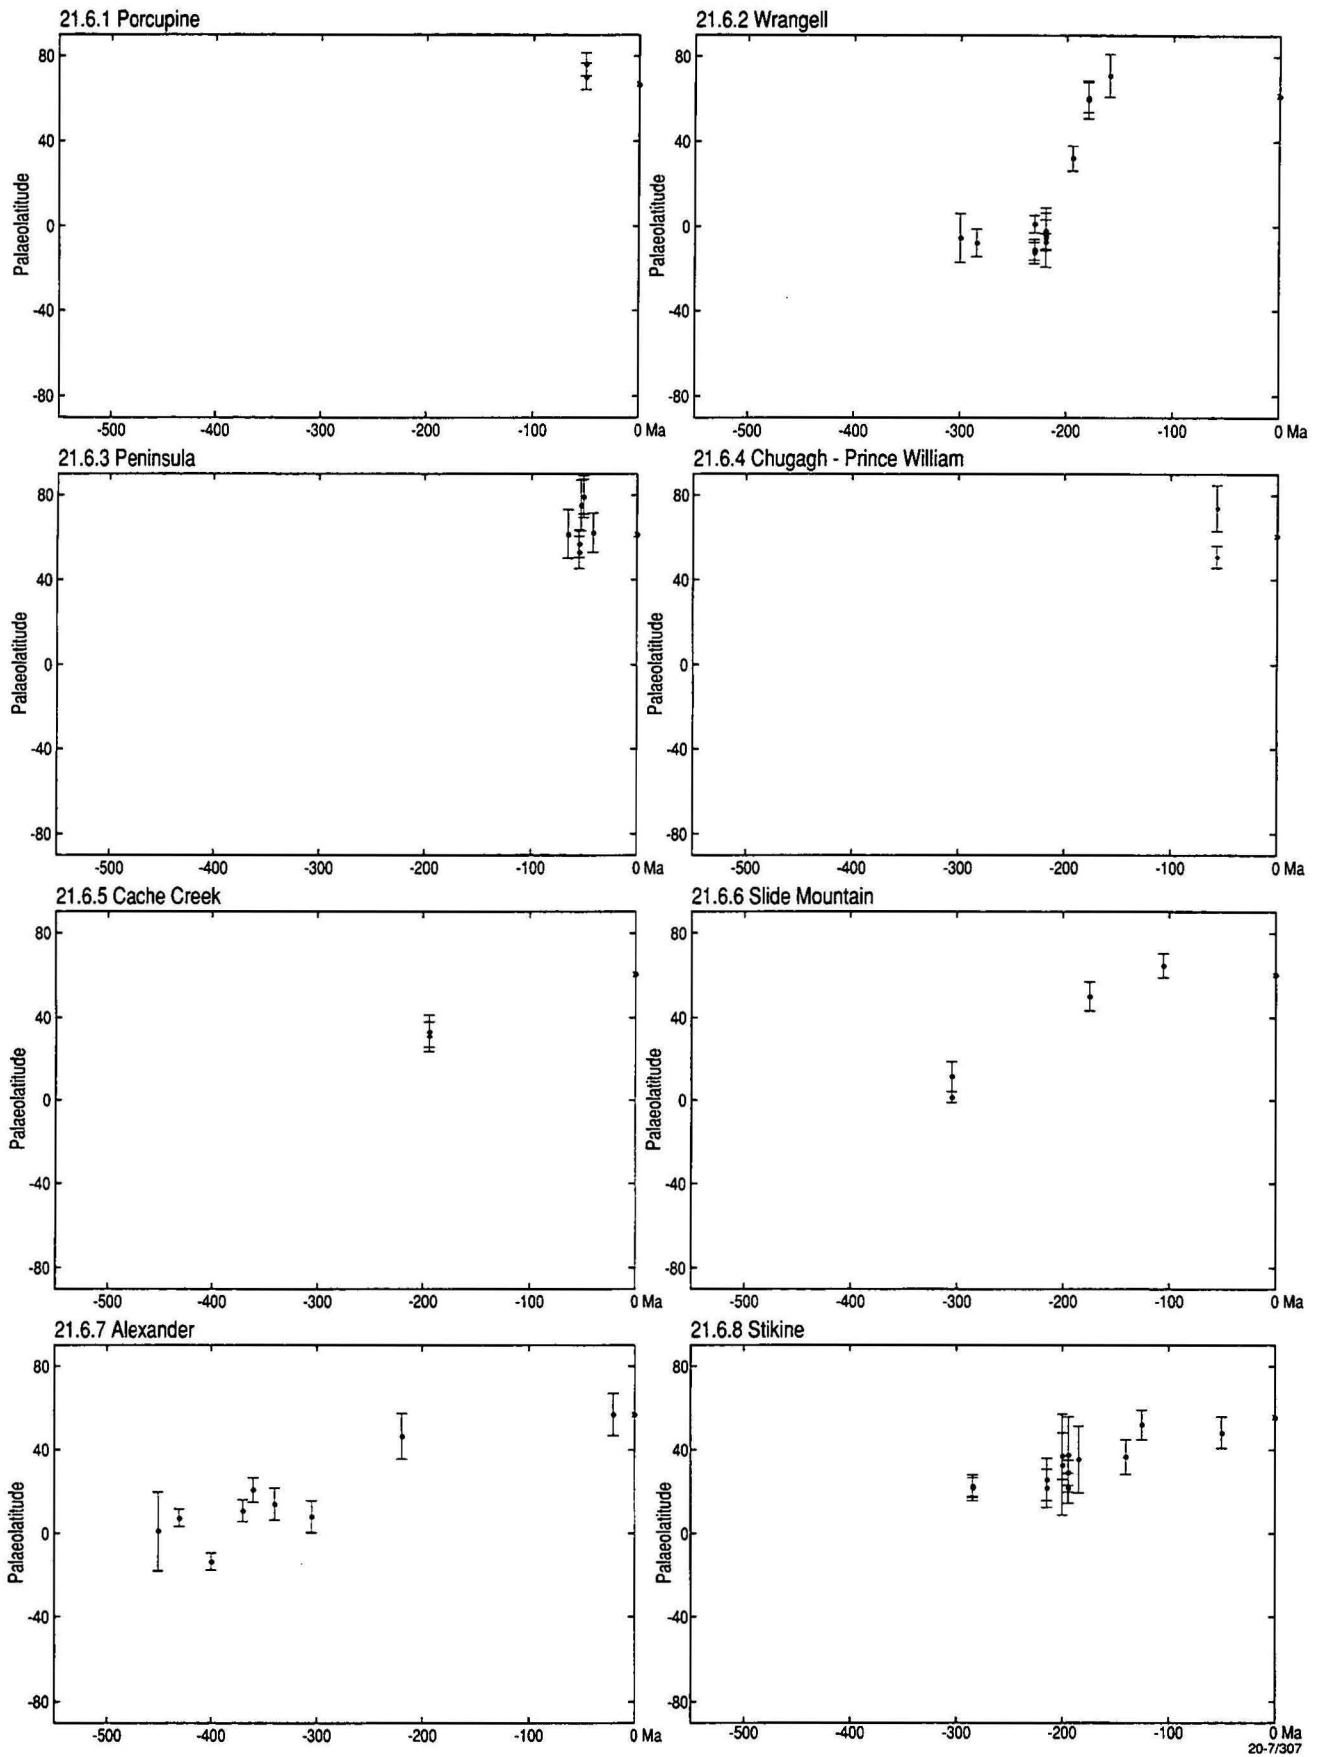 21.6.1 Porcupine
80
40
0
-40
-80
Palaeolatitude
-500 -400 -300 -200 -100 0 Ma
21.6.2 Wrangell
80
40
0
-40
-80
Palaeolatitude
-500 -400 -300 -200 -100 0 Ma
21.6.3 Peninsula
80
40
0
-40
-80
Palaeolatitude
-500 -400 -300 -200 -100 0 Ma
21.6.4 Chugagh - Prince William
80
40
0
-40
-80
Palaeolatitude
-500 -400 -300 -200 -100 0 Ma
21.6.5 Cache Creek
80
40
0
-40
-80
Palaeolatitude
-500 -400 -300 -200 -100 0 Ma
21.6.6 Slide Mountain
80
40
0
-40
-80
Palaeolatitude
-500 -400 -300 -200 -100 0 Ma
21.6.7 Alexander
80
40
0
-40
-80
Palaeolatitude
-500 -400 -300 -200 -100 0 Ma
21.6.8 Stikine
80
40
0
-40
-80
Palaeolatitude
-500 -400 -300 -200 -100 0 Ma
20-7/307